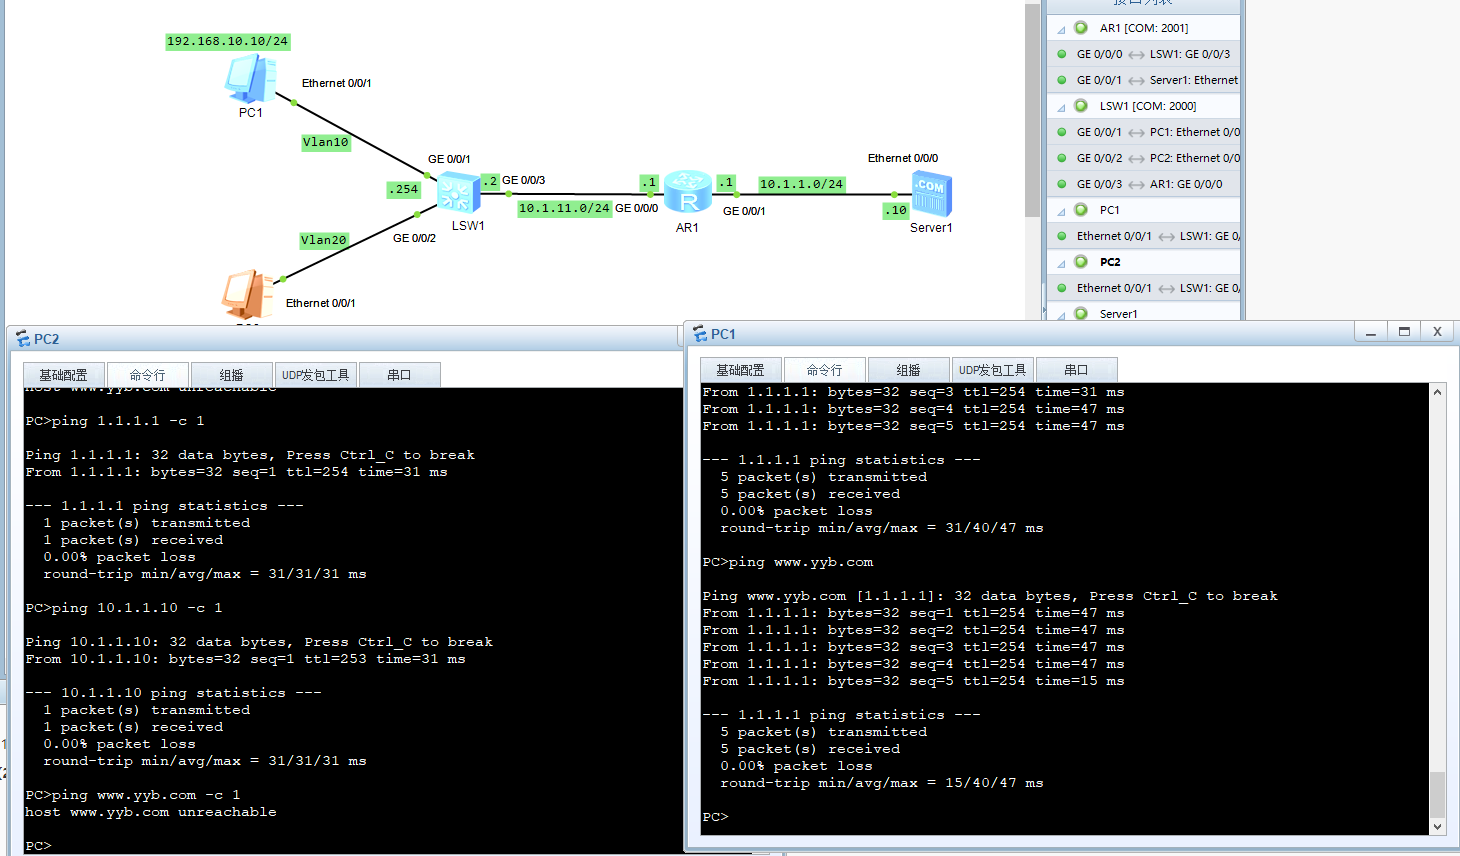 192.168.10.10/24
Ethernet 0/0/1
PC1
Vlan10
GE 0/0/1
.254
.2
GE 0/0/3
10.1.11.0/24
GE 0/0/0
.1
.1
10.1.1.0/24
Ethernet 0/0/0
GE 0/0/1
.10
LSW1
AR1
Server1
Vlan20
GE 0/0/2
Ethernet 0/0/1
接口列表
AR1 [COM: 2001]
GE 0/0/0 ↔ LSW1: GE 0/0/3
GE 0/0/1 ↔ Server1: Ethernet
LSW1 [COM: 2000]
GE 0/0/1 ↔ PC1: Ethernet 0/0
GE 0/0/2 ↔ PC2: Ethernet 0/0
GE 0/0/3 ↔ AR1: GE 0/0/0
PC1
Ethernet 0/0/1 ↔ LSW1: GE 0/
PC2
Ethernet 0/0/1 ↔ LSW1: GE 0/
Server1
PC2
基础配置 命令行 组播 UDP发包工具 串口
host www.yyb.com unreachable
PC>ping 1.1.1.1 -c 1
Ping 1.1.1.1: 32 data bytes, Press Ctrl_C to break
From 1.1.1.1: bytes=32 seq=1 ttl=254 time=31 ms
--- 1.1.1.1 ping statistics ---
1 packet(s) transmitted
1 packet(s) received
0.00% packet loss
round-trip min/avg/max = 31/31/31 ms
PC>ping 10.1.1.10 -c 1
Ping 10.1.1.10: 32 data bytes, Press Ctrl_C to break
From 10.1.1.10: bytes=32 seq=1 ttl=253 time=31 ms
--- 10.1.1.10 ping statistics ---
1 packet(s) transmitted
1 packet(s) received
0.00% packet loss
round-trip min/avg/max = 31/31/31 ms
PC>ping www.yyb.com -c 1
host www.yyb.com unreachable
PC>
PC1
基础配置 命令行 组播 UDP发包工具 串口
From 1.1.1.1: bytes=32 seq=3 ttl=254 time=31 ms
From 1.1.1.1: bytes=32 seq=4 ttl=254 time=47 ms
From 1.1.1.1: bytes=32 seq=5 ttl=254 time=47 ms
--- 1.1.1.1 ping statistics ---
5 packet(s) transmitted
5 packet(s) received
0.00% packet loss
round-trip min/avg/max = 31/40/47 ms
PC>ping www.yyb.com
Ping www.yyb.com [1.1.1.1]: 32 data bytes, Press Ctrl_C to break
From 1.1.1.1: bytes=32 seq=1 ttl=254 time=47 ms
From 1.1.1.1: bytes=32 seq=2 ttl=254 time=47 ms
From 1.1.1.1: bytes=32 seq=3 ttl=254 time=47 ms
From 1.1.1.1: bytes=32 seq=4 ttl=254 time=47 ms
From 1.1.1.1: bytes=32 seq=5 ttl=254 time=15 ms
--- 1.1.1.1 ping statistics ---
5 packet(s) transmitted
5 packet(s) received
0.00% packet loss
round-trip min/avg/max = 15/40/47 ms
PC>